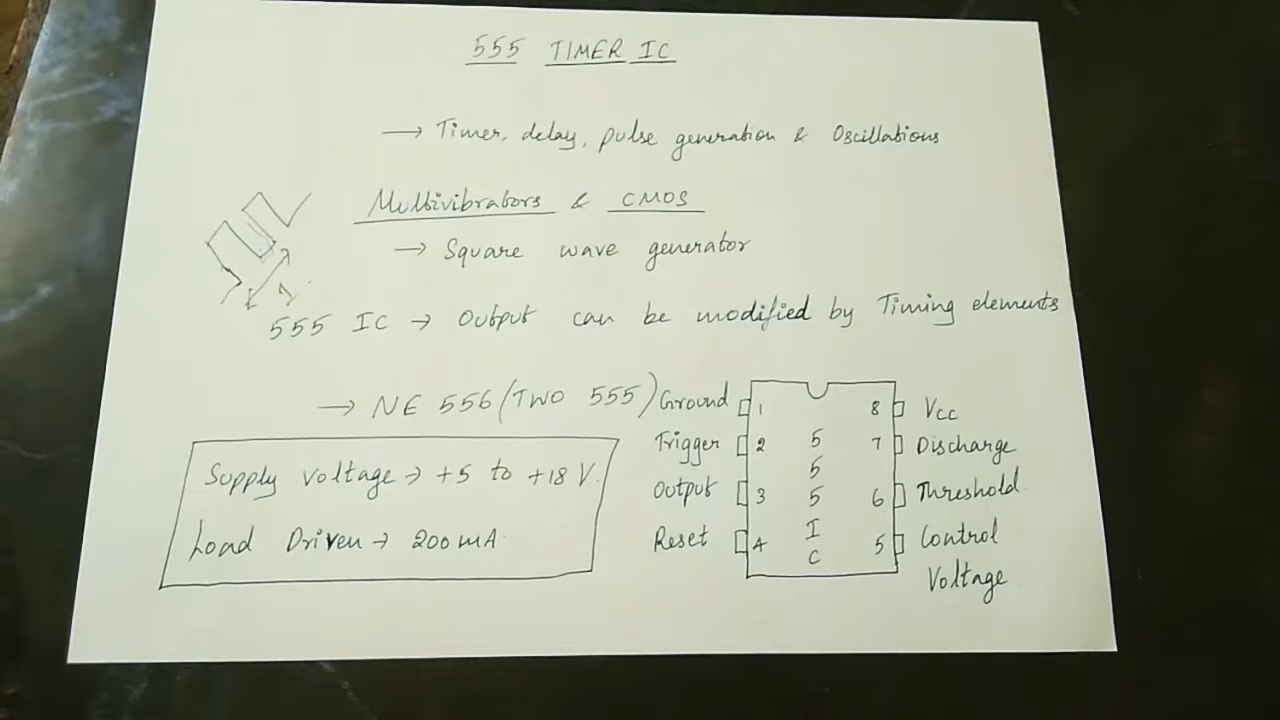 555 TIMER IC
→ Timer, delay, pulse generation & Oscillations
Multivibrators & CMOS
→ Square wave generator
555 IC → Output can be modified by Timing elements
→ NE 556 (TWO 555)
Supply voltage → +5 to +18 V.
Load Driven → 200 mA.
Ground 1 8 Vcc
Trigger 2 5 7 Discharge
5
Output 3 5 6 Threshold
I
Reset 4 C 5 Control
Voltage